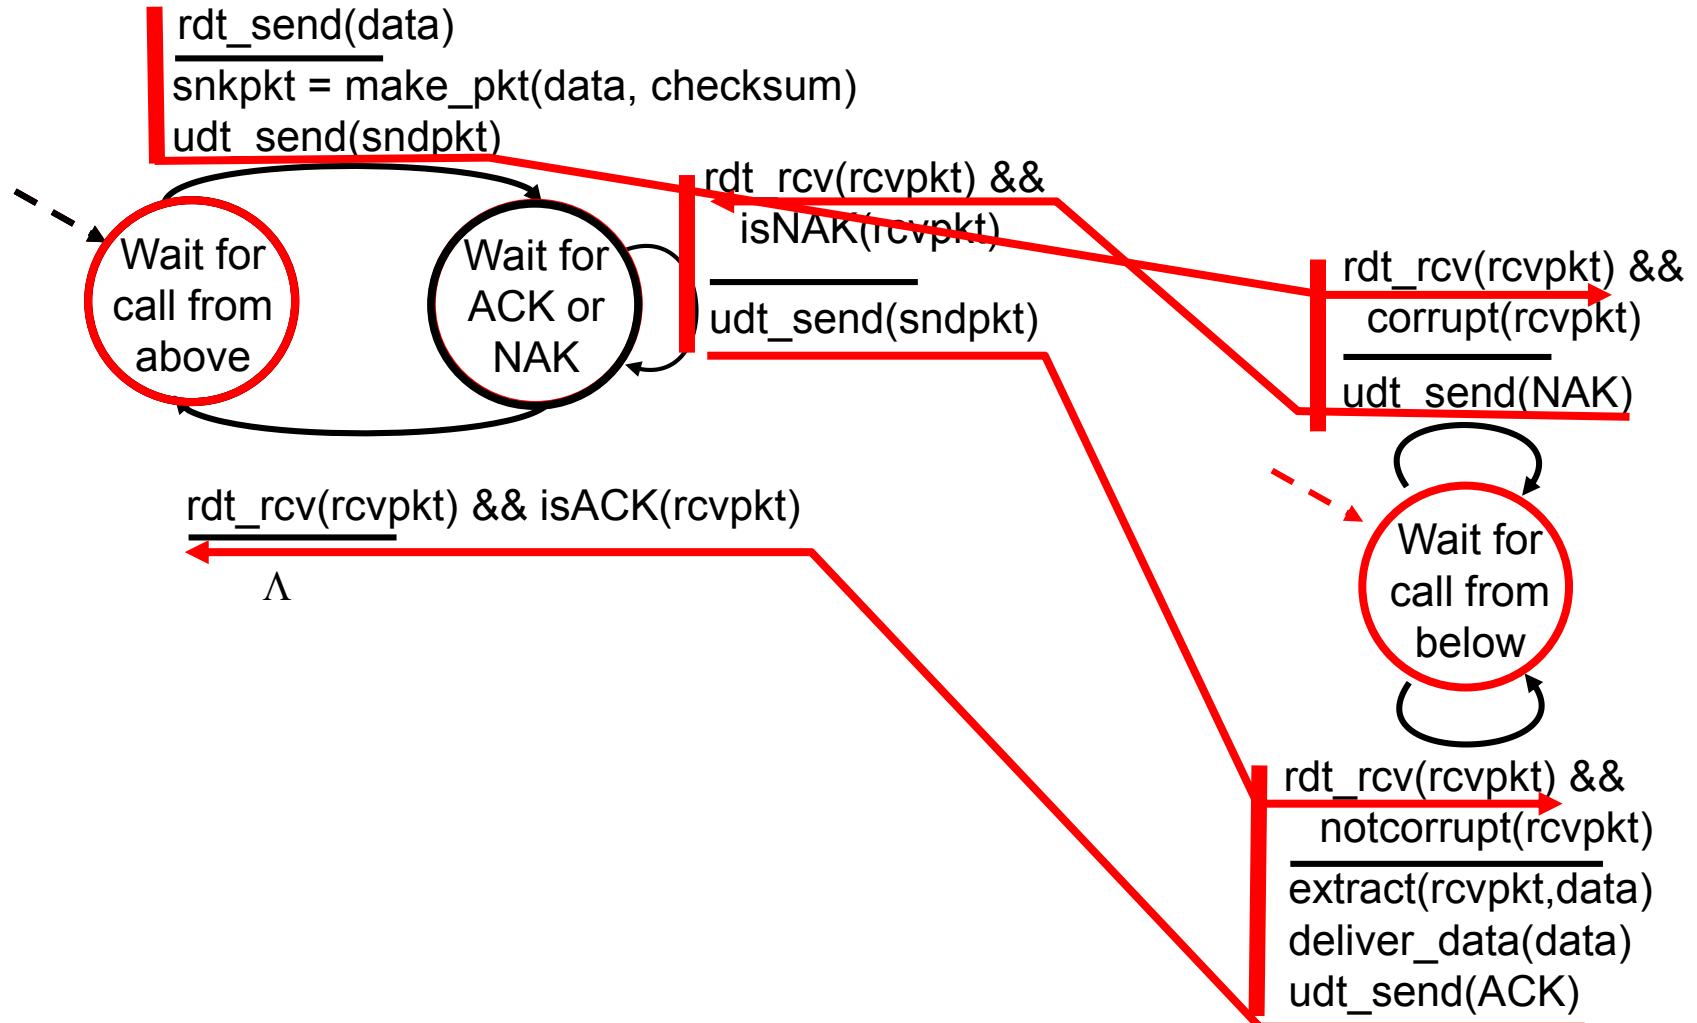 rdt_send(data)
snkpkt = make_pkt(data, checksum)
udt_send(sndpkt)
Wait for
call from
above
Wait for
ACK or
NAK
rdt_rcv(rcvpkt) &&
isNAK(rcvpkt)
udt_send(sndpkt)
rdt_rcv(rcvpkt) && isACK(rcvpkt)
Λ
rdt_rcv(rcvpkt) &&
corrupt(rcvpkt)
udt_send(NAK)
Wait for
call from
below
rdt_rcv(rcvpkt) &&
notcorrupt(rcvpkt)
extract(rcvpkt,data)
deliver_data(data)
udt_send(ACK)